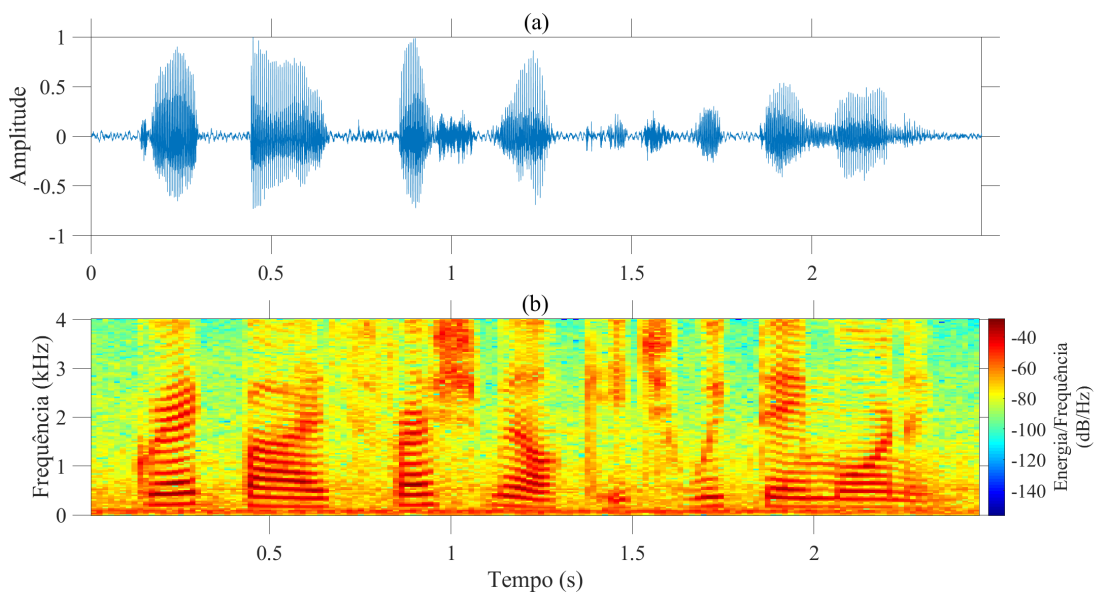 (a)
1
0.5
0
-0.5
-1
Amplitude
0 0.5 1 1.5 2
(b)
4
3
2
1
0
Frequência (kHz)
0.5 1 1.5 2
Tempo (s)
-40
-60
-80
-100
-120
-140
Energia/Frequência
(dB/Hz)